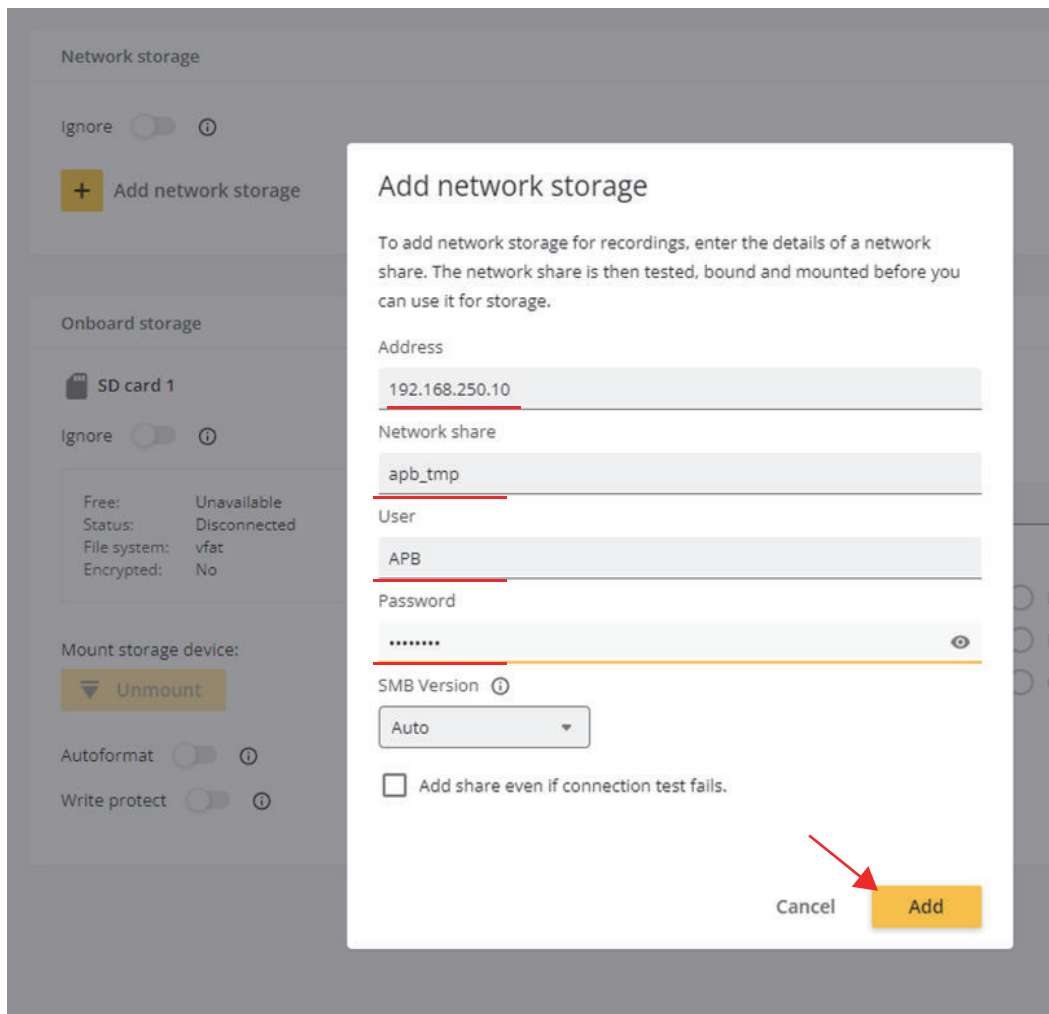 Network storage
Ignore
Add network storage
Onboard storage
SD card 1
Ignore
Free: Unavailable
Status: Disconnected
File system: vfat
Encrypted: No
Mount storage device:
Unmount
Autoformat
Write protect
Add network storage
To add network storage for recordings, enter the details of a network
share. The network share is then tested, bound and mounted before you
can use it for storage.
Address
192.168.250.10
Network share
apb_tmp
User
APB
Password
••••••••
SMB Version
Auto
Add share even if connection test fails.
Cancel
Add